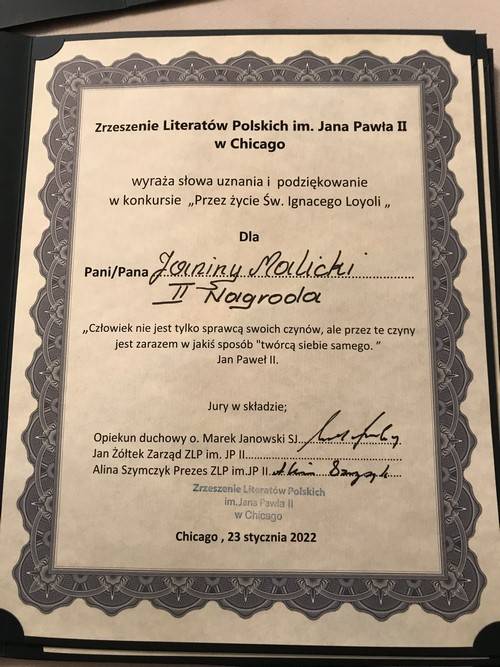 Zrzeszenie Literatów Polskich im. Jana Pawła II
w Chicago
wyraża słowa uznania i podziękowanie
w konkursie „Przez życie Św. Ignacego Loyoli „
Dla
Pani/Pana Janiny Malicki
II Nagroda
„Człowiek nie jest tylko sprawcą swoich czynów, ale przez te czyny
jest zarazem w jakiś sposób "twórcą siebie samego. ”
Jan Paweł II.
Jury w składzie;
Opiekun duchowy o. Marek Janowski SJ
Jan Żółtek Zarząd ZLP im. JP II
Alina Szymczyk Prezes ZLP im.JP II
Zrzeszenie Literatów Polskich
im. Jana Pawła II
w Chicago
Chicago , 23 stycznia 2022